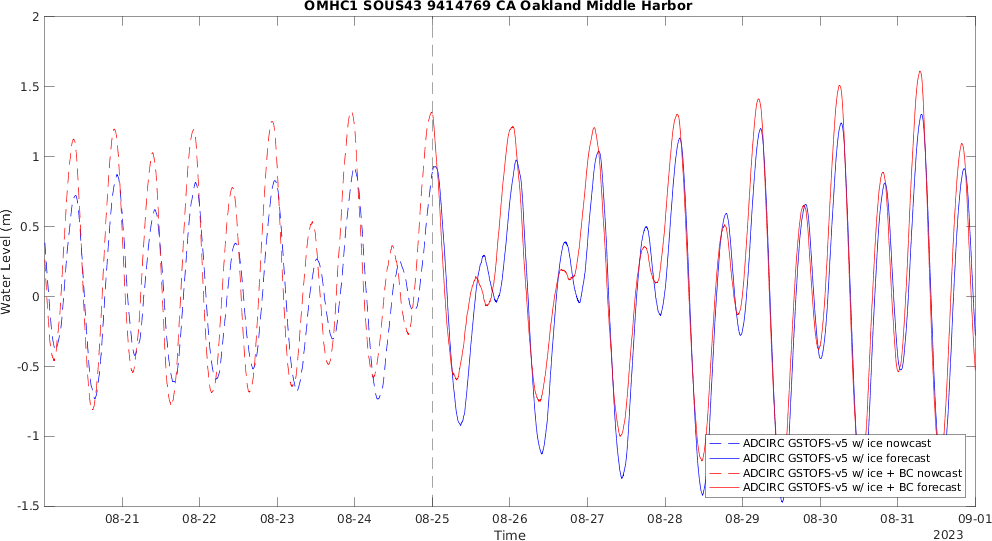 OMHC1 SOUS43 9414769 CA Oakland Middle Harbor
2
1.5
1
0.5
0
-0.5
-1
-1.5
Water Level (m)
ADCIRC GSTOFS-v5 w/ ice nowcast
ADCIRC GSTOFS-v5 w/ ice forecast
ADCIRC GSTOFS-v5 w/ ice + BC nowcast
ADCIRC GSTOFS-v5 w/ ice + BC forecast
08-21 08-22 08-23 08-24 08-25 08-26 08-27 08-28 08-29 08-30 08-31 09-01
Time
2023